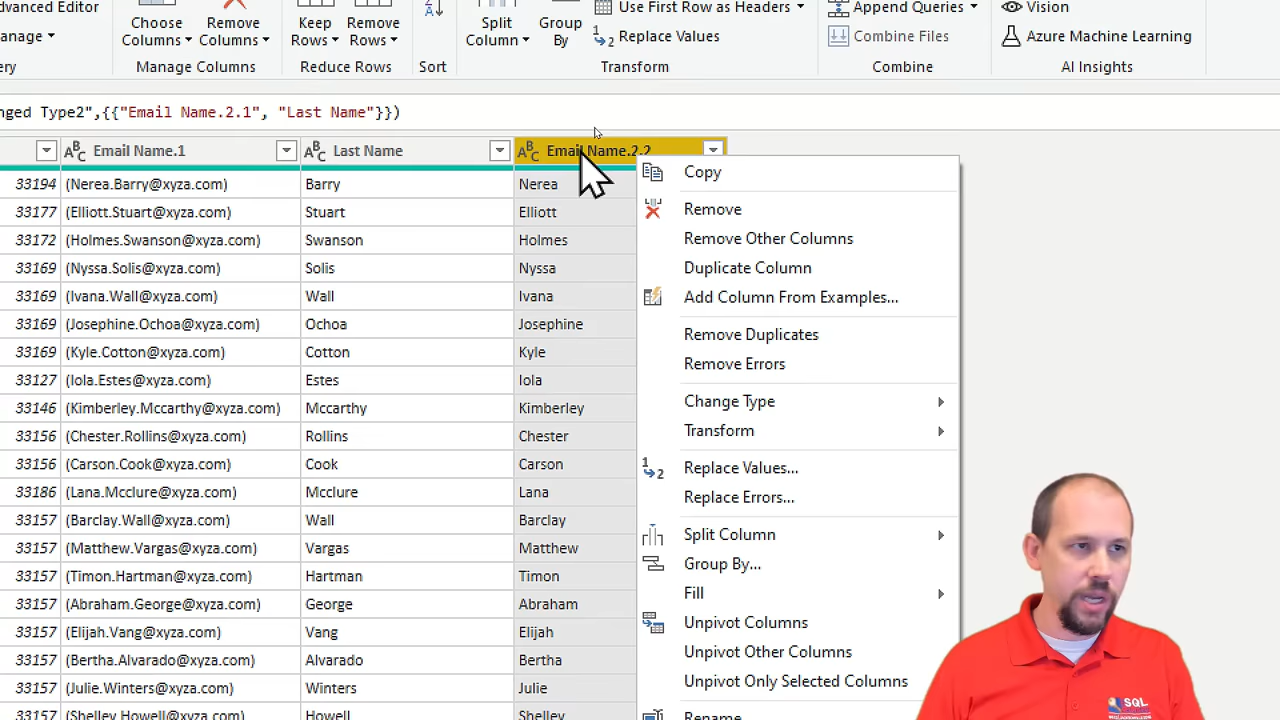 dvanced Editor
anage
ery
Choose Columns
Remove Columns
Manage Columns
Keep Rows
Remove Rows
Reduce Rows
Sort
Split Column
Group By
Use First Row as Headers
Replace Values
Transform
Append Queries
Combine Files
Combine
Vision
Azure Machine Learning
AI Insights
nged Type2",{{"Email Name.2.1", "Last Name"}})
Email Name.1 Last Name Email Name.2.2
33194 (Nerea.Barry@xyza.com) Barry Nerea
33177 (Elliott.Stuart@xyza.com) Stuart Elliott
33172 (Holmes.Swanson@xyza.com) Swanson Holmes
33169 (Nyssa.Solis@xyza.com) Solis Nyssa
33169 (Ivana.Wall@xyza.com) Wall Ivana
33169 (Josephine.Ochoa@xyza.com) Ochoa Josephine
33169 (Kyle.Cotton@xyza.com) Cotton Kyle
33127 (Iola.Estes@xyza.com) Estes Iola
33146 (Kimberley.Mccarthy@xyza.com) Mccarthy Kimberley
33156 (Chester.Rollins@xyza.com) Rollins Chester
33156 (Carson.Cook@xyza.com) Cook Carson
33186 (Lana.Mcclure@xyza.com) Mcclure Lana
33157 (Barclay.Wall@xyza.com) Wall Barclay
33157 (Matthew.Vargas@xyza.com) Vargas Matthew
33157 (Timon.Hartman@xyza.com) Hartman Timon
33157 (Abraham.George@xyza.com) George Abraham
33157 (Elijah.Vang@xyza.com) Vang Elijah
33157 (Bertha.Alvarado@xyza.com) Alvarado Bertha
33157 (Julie.Winters@xyza.com) Winters Julie
33157 (Shelley.Howell@xyza.com) Howell Shelley
Copy
Remove
Remove Other Columns
Duplicate Column
Add Column From Examples...
Remove Duplicates
Remove Errors
Change Type
Transform
Replace Values...
Replace Errors...
Split Column
Group By...
Fill
Unpivot Columns
Unpivot Other Columns
Unpivot Only Selected Columns
Rename
SQL